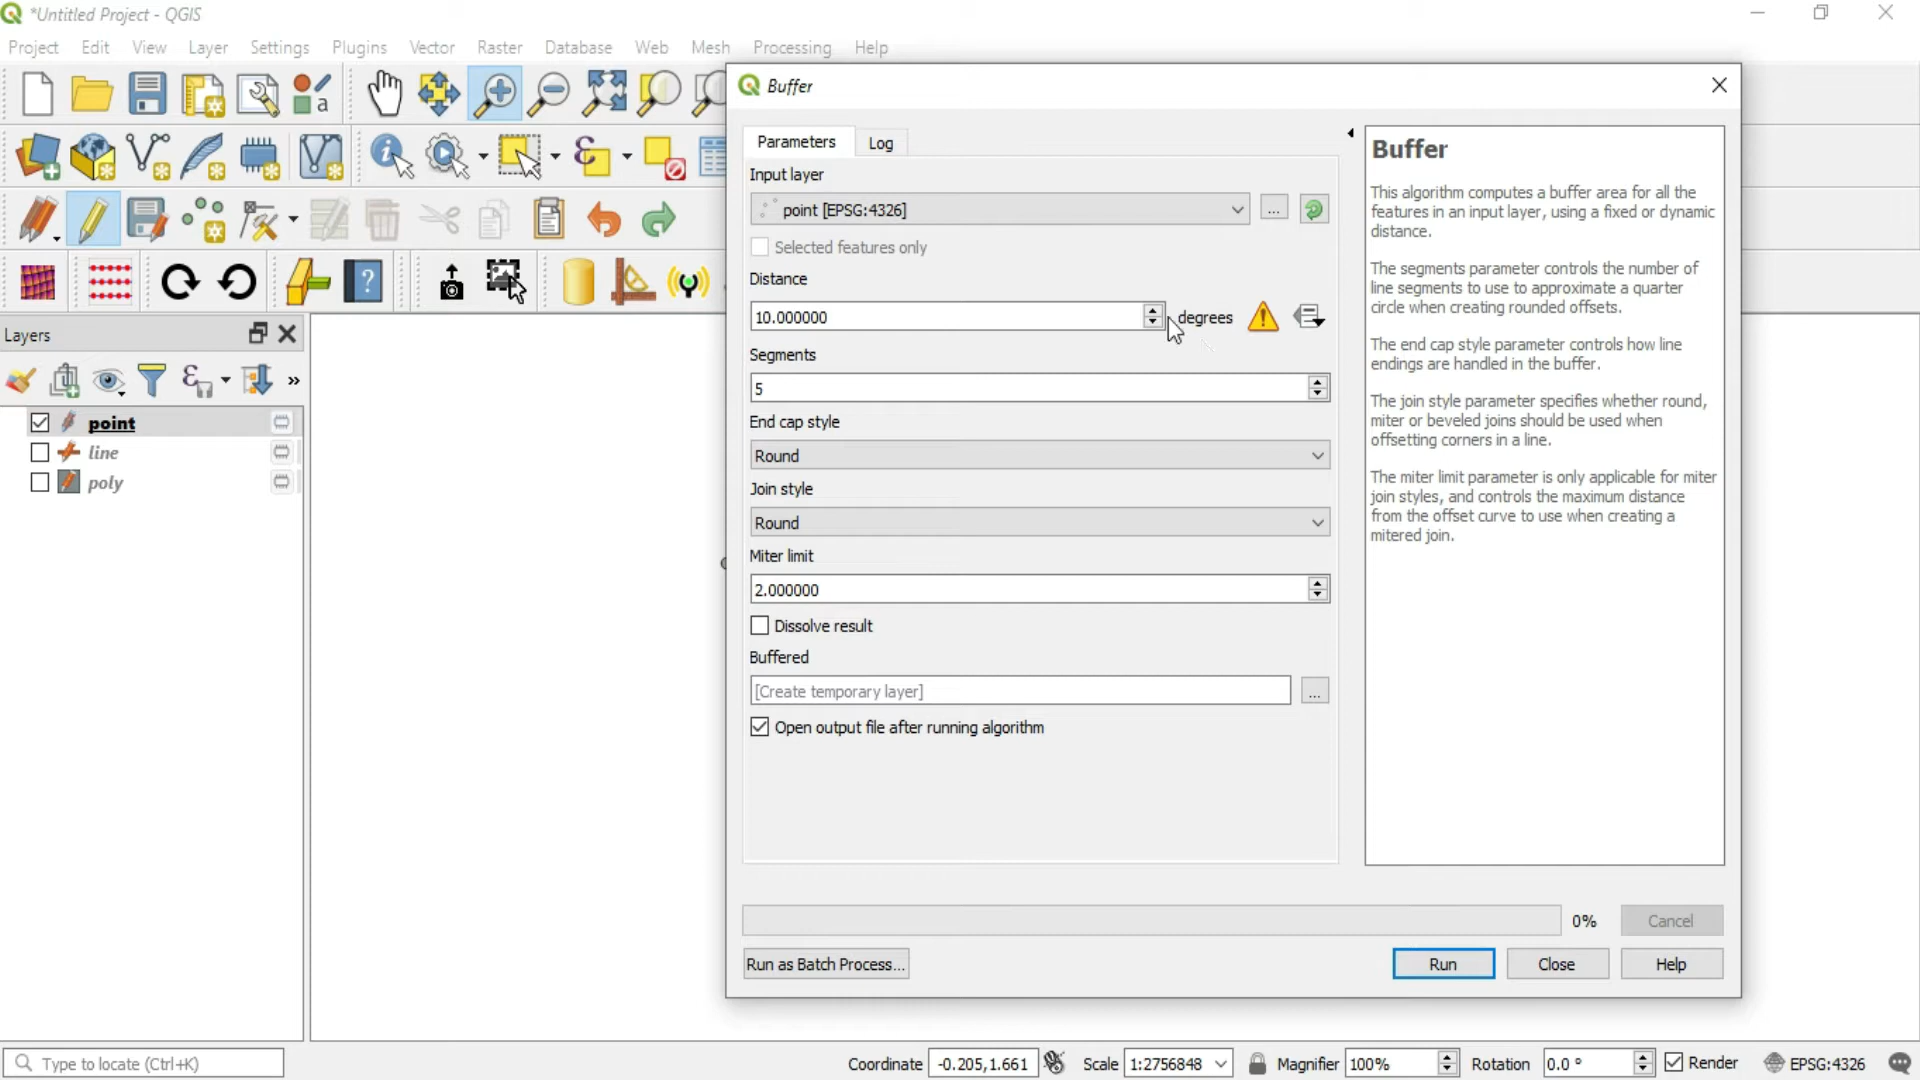 *Untitled Project - QGIS
Project Edit View Layer Settings Plugins Vector Raster Database Web Mesh Processing Help
a
ε
Layers
ε
»
point
line
poly
Buffer
Parameters Log
Input layer
point [EPSG:4326]
...
Selected features only
Distance
10.000000
degrees
Segments
5
End cap style
Round
Join style
Round
Miter limit
2.000000
Dissolve result
Buffered
[Create temporary layer]
...
Open output file after running algorithm
Buffer
This algorithm computes a buffer area for all the
features in an input layer, using a fixed or dynamic
distance.
The segments parameter controls the number of
line segments to use to approximate a quarter
circle when creating rounded offsets.
The end cap style parameter controls how line
endings are handled in the buffer.
The join style parameter specifies whether round,
miter or beveled joins should be used when
offsetting corners in a line.
The miter limit parameter is only applicable for miter
join styles, and controls the maximum distance
from the offset curve to use when creating a
mitered join.
0%
Cancel
Run as Batch Process...
Run
Close
Help
Type to locate (Ctrl+K)
Coordinate -0.205,1.661
Scale 1:2756848
Magnifier 100%
Rotation 0.0 °
Render
EPSG:4326